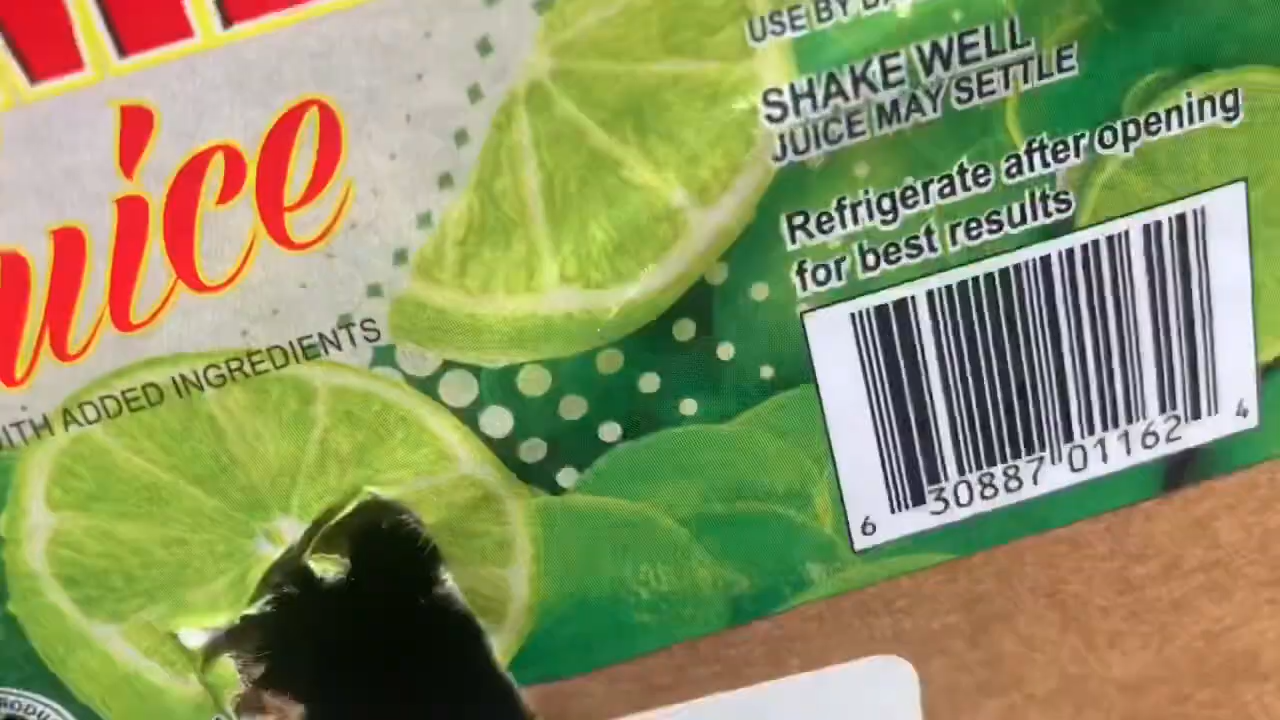 uice
WITH ADDED INGREDIENTS
USE BY
SHAKE WELL
JUICE MAY SETTLE
Refrigerate after opening
for best results
6 30887 01162 4